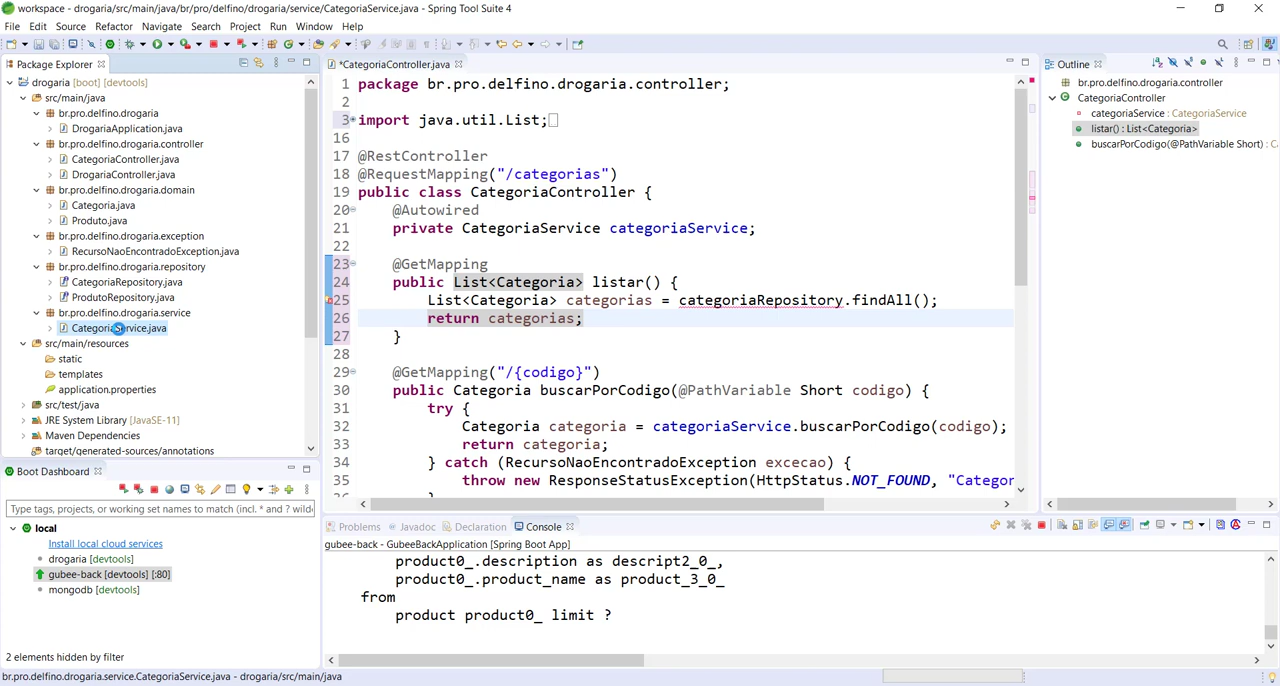 workspace - drogaria/src/main/java/br/pro/delfino/drogaria/service/CategoriaService.java - Spring Tool Suite 4
File Edit Source Refactor Navigate Search Project Run Window Help
Package Explorer
drogaria [boot] [devtools]
src/main/java
br.pro.delfino.drogaria
DrogariaApplication.java
br.pro.delfino.drogaria.controller
CategoriaController.java
DrogariaController.java
br.pro.delfino.drogaria.domain
Categoria.java
Produto.java
br.pro.delfino.drogaria.exception
RecursoNaoEncontradoException.java
br.pro.delfino.drogaria.repository
CategoriaRepository.java
ProdutoRepository.java
br.pro.delfino.drogaria.service
CategoriaService.java
src/main/resources
static
templates
application.properties
src/test/java
JRE System Library [JavaSE-11]
Maven Dependencies
target/generated-sources/annotations
Boot Dashboard
Type tags, projects, or working set names to match (incl. * and ? wild
local
Install local cloud services
drogaria [devtools]
gubee-back [devtools] [:80]
mongodb [devtools]
2 elements hidden by filter
*CategoriaController.java
1 package br.pro.delfino.drogaria.controller;
2
3 import java.util.List;
16
17 @RestController
18 @RequestMapping("/categorias")
19 public class CategoriaController {
20 @Autowired
21 private CategoriaService categoriaService;
22
23 @GetMapping
24 public List<Categoria> listar() {
25 List<Categoria> categorias = categoriaRepository.findAll();
26 return categorias;
27 }
28
29 @GetMapping("/{codigo}")
30 public Categoria buscarPorCodigo(@PathVariable Short codigo) {
31 try {
32 Categoria categoria = categoriaService.buscarPorCodigo(codigo);
33 return categoria;
34 } catch (RecursoNaoEncontradoException excecao) {
35 throw new ResponseStatusException(HttpStatus.NOT_FOUND, "Categor
Outline
br.pro.delfino.drogaria.controller
CategoriaController
categoriaService : CategoriaService
listar() : List<Categoria>
buscarPorCodigo(@PathVariable Short) : C
Problems Javadoc Declaration Console
gubee-back - GubeeBackApplication [Spring Boot App]
product0_.description as descript2_0_,
product0_.product_name as product_3_0_
from
product product0_ limit ?
br.pro.delfino.drogaria.service.CategoriaService.java - drogaria/src/main/java